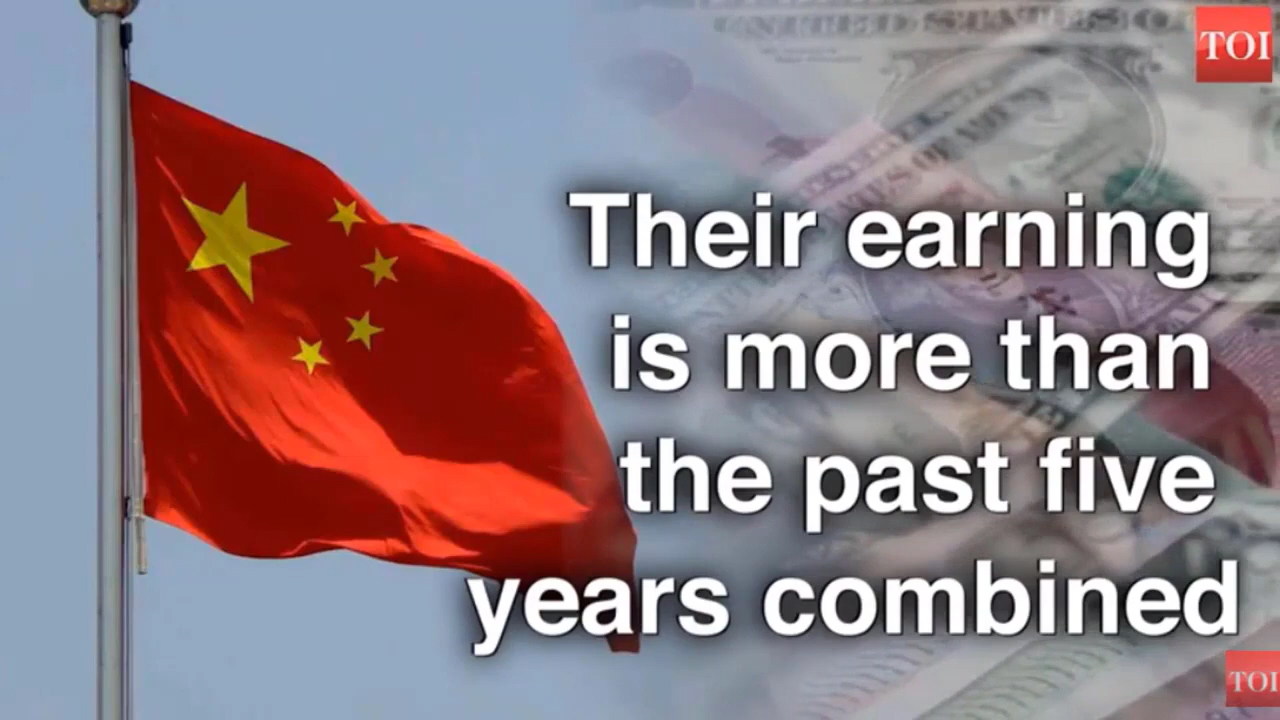 TOI
Their earning
is more than
the past five
years combined
TOI